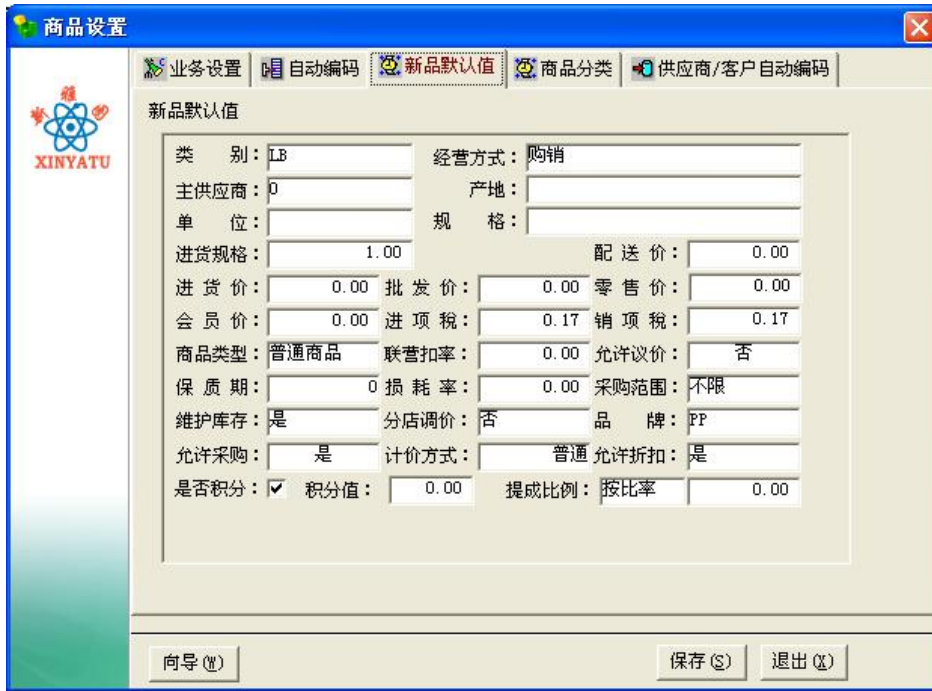 商品设置
业务设置 自动编码 新品默认值 商品分类 供应商/客户自动编码
XINYATU
新品默认值
类 别：LB 经营方式：购销
主供应商：0 产地：
单 位： 规 格：
进货规格： 1.00 配 送 价： 0.00
进 货 价： 0.00 批 发 价： 0.00 零 售 价： 0.00
会 员 价： 0.00 进 项 税： 0.17 销 项 税： 0.17
商品类型：普通商品 联营扣率： 0.00 允许议价： 否
保 质 期： 0 损 耗 率： 0.00 采购范围：不限
维护库存：是 分店调价：否 品 牌：PP
允许采购： 是 计价方式： 普通 允许折扣：是
是否积分： 积分值： 0.00 提成比例：按比率 0.00
向导(W) 保存(S) 退出(X)